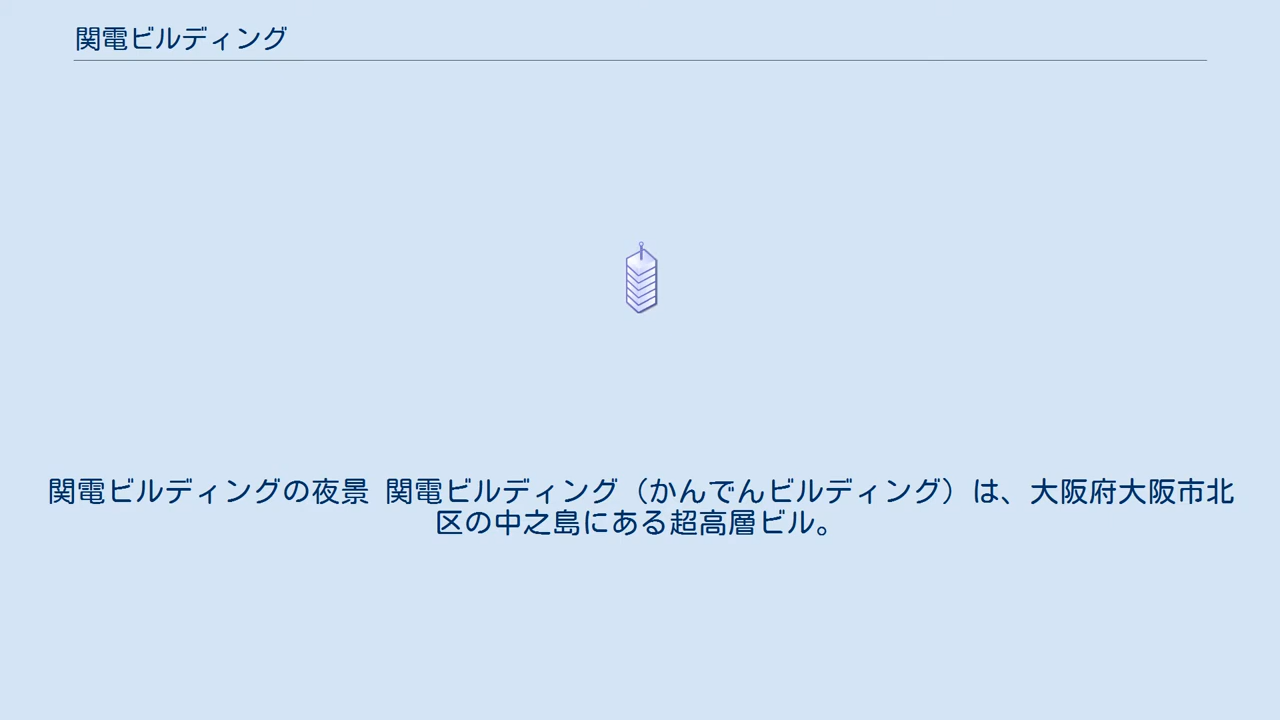 関電ビルディング
関電ビルディングの夜景 関電ビルディング（かんでんビルディング）は、大阪府大阪市北
区の中之島にある超高層ビル。